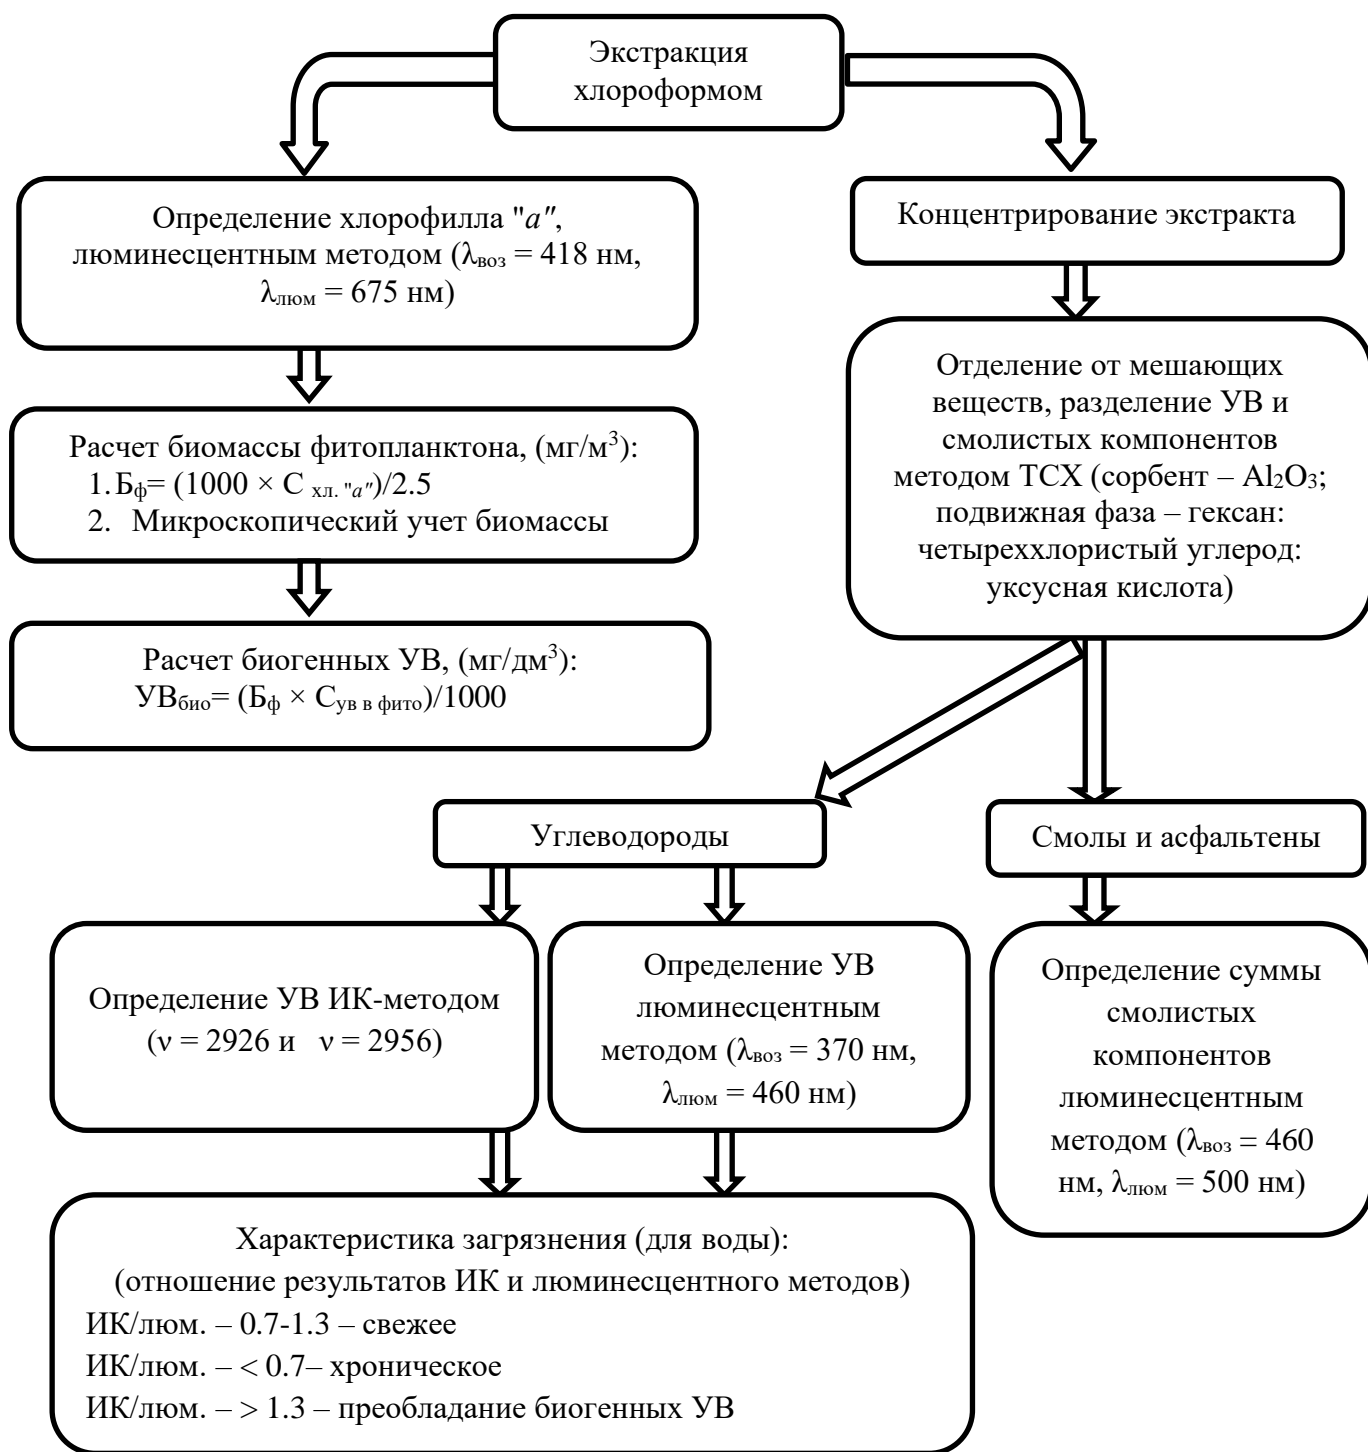 Экстракция
хлороформом
Определение хлорофилла "a",
люминесцентным методом (λвоз = 418 нм,
λлюм = 675 нм)
Расчет биомассы фитопланктона, (мг/м³):
1. Бф= (1000 × С хл. "a")/2.5
2. Микроскопический учет биомассы
Расчет биогенных УВ, (мг/дм³):
УВбио= (Бф × Сув в фито)/1000
Концентрирование экстракта
Отделение от мешающих
веществ, разделение УВ и
смолистых компонентов
методом ТСХ (сорбент – Al₂O₃;
подвижная фаза – гексан:
четыреххлористый углерод:
уксусная кислота)
Углеводороды
Смолы и асфальтены
Определение УВ ИК-методом
(ν = 2926 и ν = 2956)
Определение УВ
люминесцентным
методом (λвоз = 370 нм,
λлюм = 460 нм)
Определение суммы
смолистых
компонентов
люминесцентным
методом (λвоз = 460
нм, λлюм = 500 нм)
Характеристика загрязнения (для воды):
(отношение результатов ИК и люминесцентного методов)
ИК/люм. – 0.7-1.3 – свежее
ИК/люм. – < 0.7– хроническое
ИК/люм. – > 1.3 – преобладание биогенных УВ